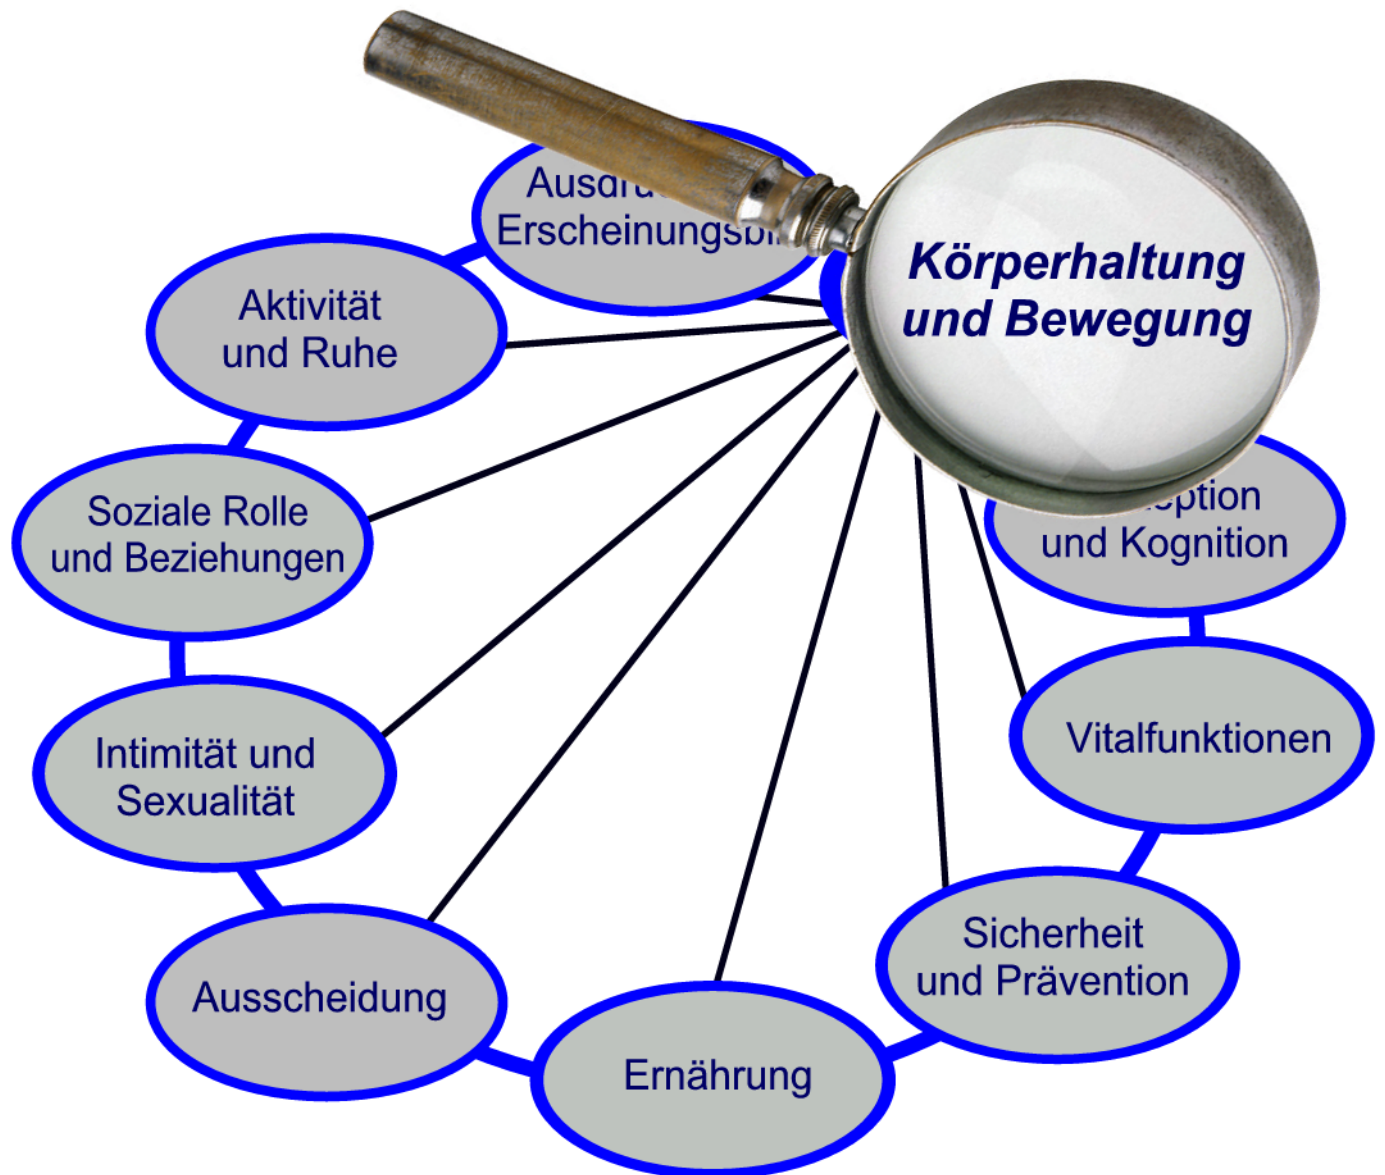 Erscheinungsbild
Körperhaltung
und Bewegung
Aktivität
und Ruhe
Soziale Rolle
und Beziehungen
und Kognition
Intimität und
Sexualität
Vitalfunktionen
Sicherheit
und Prävention
Ausscheidung
Ernährung